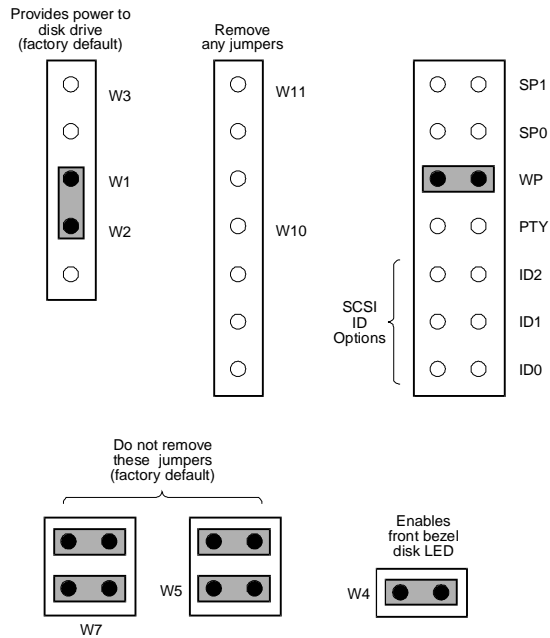 Provides power to
disk drive
(factory default)
Remove
any jumpers
W3
W11
SP1
SP0
W1
WP
W2
W10
PTY
ID2
SCSI
ID
Options
ID1
ID0
Do not remove
these jumpers
(factory default)
Enables
front bezel
disk LED
W5
W4
W7